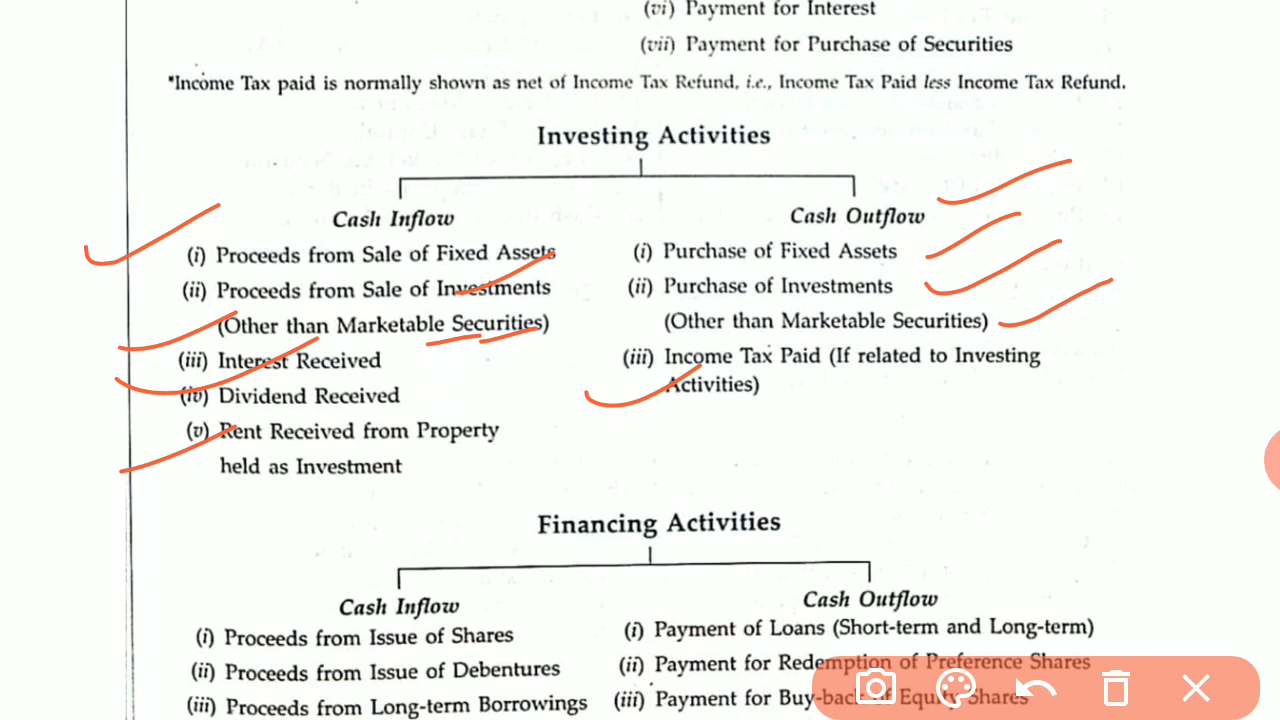 (vi) Payment for Interest
(vii) Payment for Purchase of Securities
*Income Tax paid is normally shown as net of Income Tax Refund, i.e., Income Tax Paid less Income Tax Refund.
Investing Activities
Cash Inflow
(i) Proceeds from Sale of Fixed Assets
(ii) Proceeds from Sale of Investments
(Other than Marketable Securities)
(iii) Interest Received
(iv) Dividend Received
(v) Rent Received from Property
held as Investment
Cash Outflow
(i) Purchase of Fixed Assets
(ii) Purchase of Investments
(Other than Marketable Securities)
(iii) Income Tax Paid (If related to Investing
Activities)
Financing Activities
Cash Inflow
(i) Proceeds from Issue of Shares
(ii) Proceeds from Issue of Debentures
(iii) Proceeds from Long-term Borrowings
Cash Outflow
(i) Payment of Loans (Short-term and Long-term)
(ii) Payment for Redemption of Preference Shares
(iii) Payment for Buy-back of Equity Shares